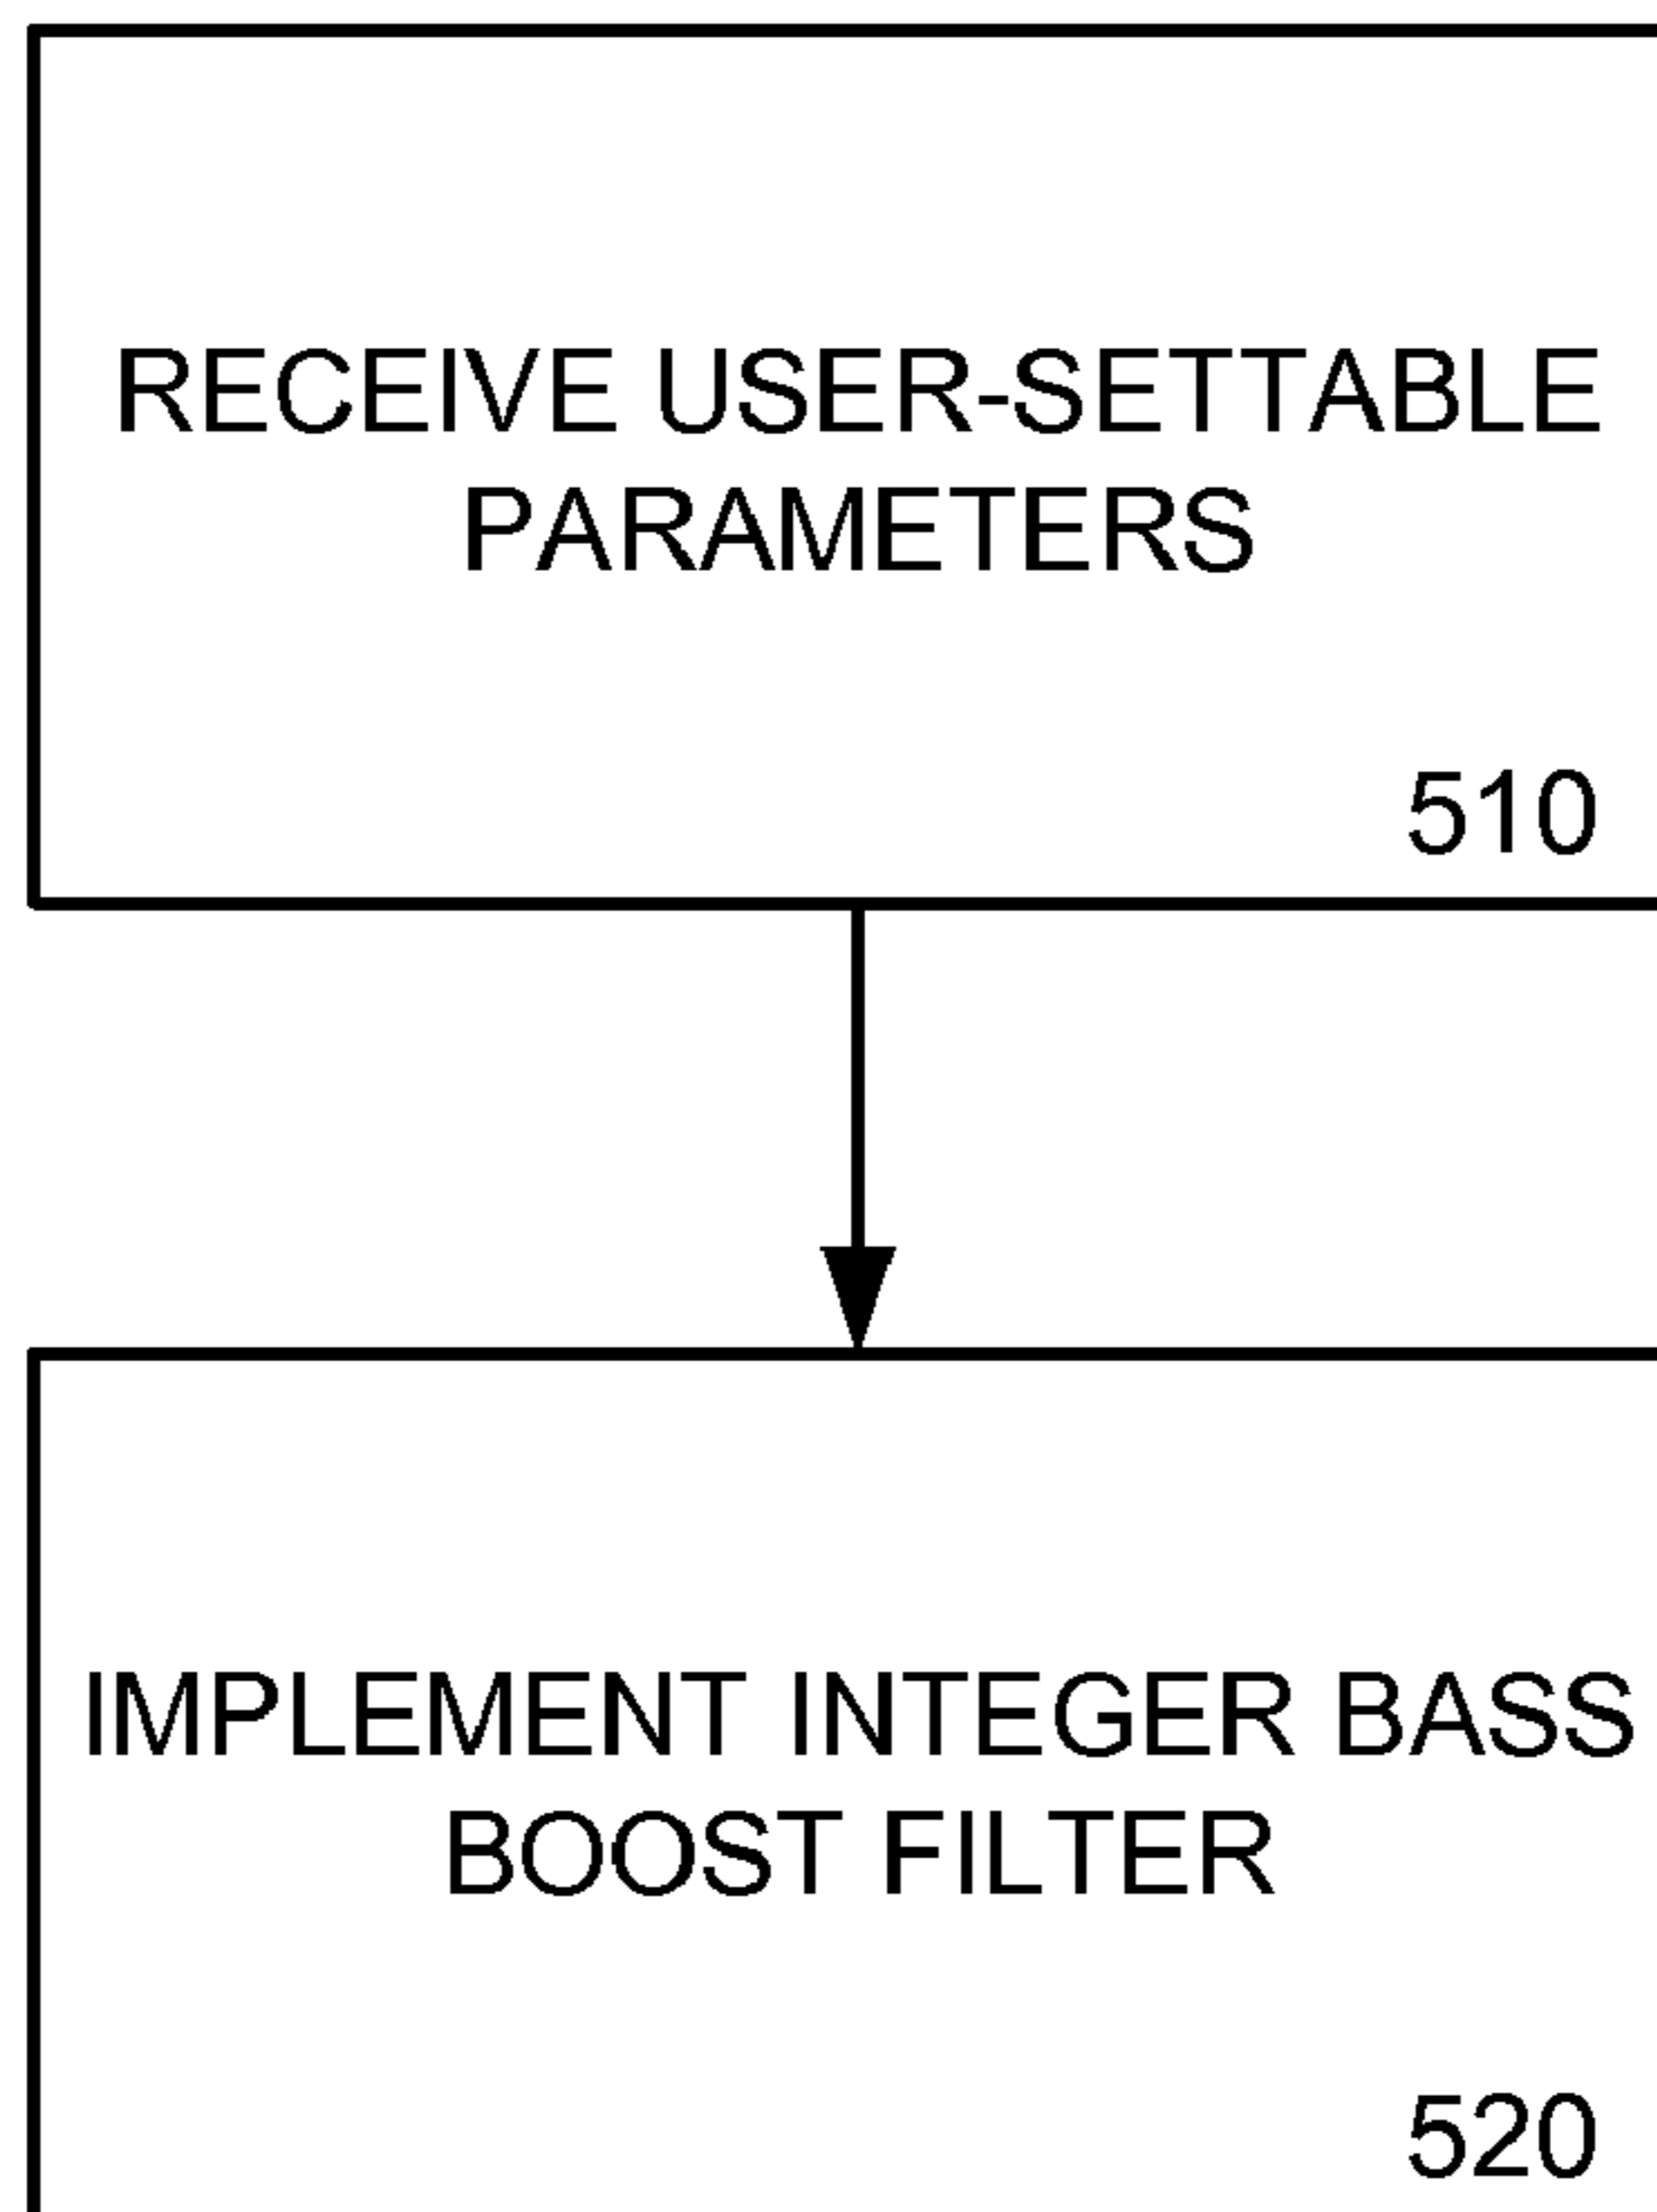 RECEIVE USER-SETTABLE
PARAMETERS
510
IMPLEMENT INTEGER BASS
BOOST FILTER
520